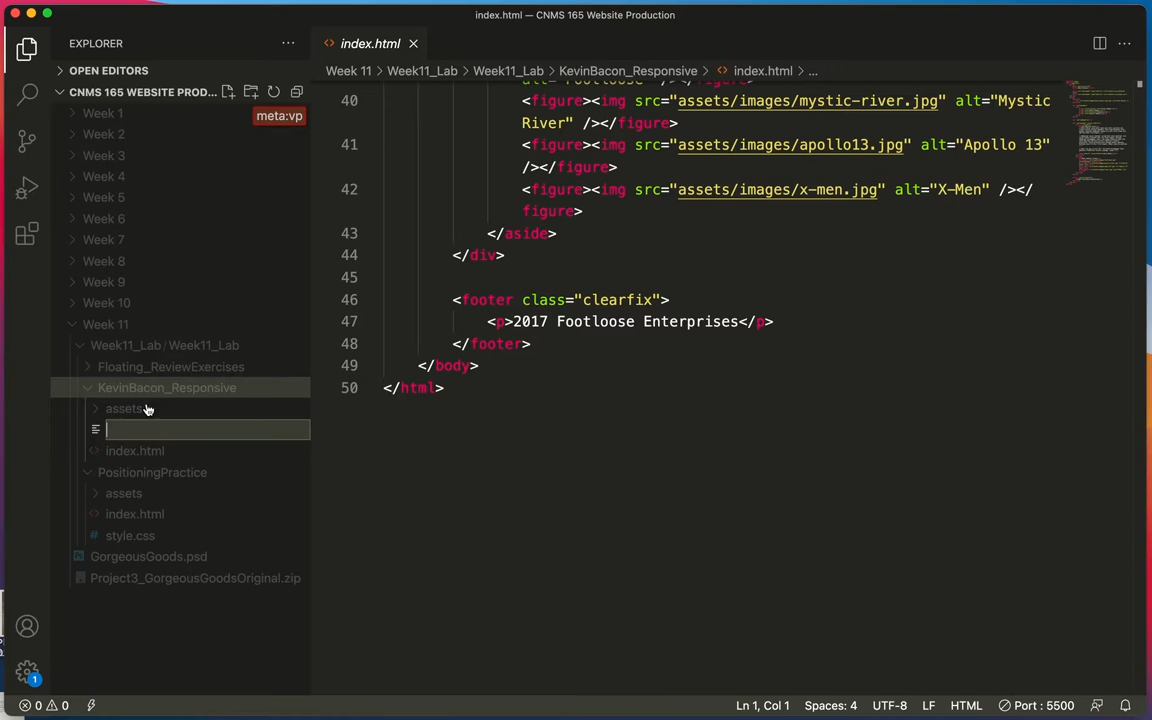 index.html — CNMS 165 Website Production
EXPLORER
index.html
OPEN EDITORS
CNMS 165 WEBSITE PROD...
Week 11 > Week11_Lab > Week11_Lab > KevinBacon_Responsive > index.html > ...
meta:vp
Week 1
Week 2
Week 3
Week 4
Week 5
Week 6
Week 7
Week 8
Week 9
Week 10
Week 11
Week11_Lab / Week11_Lab
Floating_ReviewExercises
KevinBacon_Responsive
assets
index.html
PositioningPractice
assets
index.html
style.css
GorgeousGoods.psd
Project3_GorgeousGoodsOriginal.zip
40 <figure><img src="assets/images/mystic-river.jpg" alt="Mystic
River" /></figure>
41 <figure><img src="assets/images/apollo13.jpg" alt="Apollo 13"
/></figure>
42 <figure><img src="assets/images/x-men.jpg" alt="X-Men" /></
figure>
43 </aside>
44 </div>
45
46 <footer class="clearfix">
47 <p>2017 Footloose Enterprises</p>
48 </footer>
49 </body>
50 </html>
1
0 0
Ln 1, Col 1 Spaces: 4 UTF-8 LF HTML Port : 5500